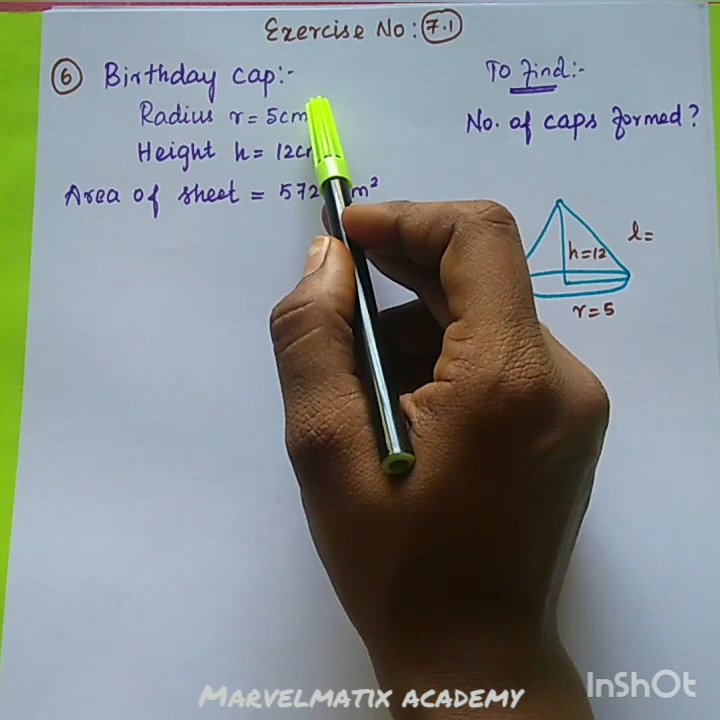 Exercise No: 7.1
6 Birthday cap:-
Radius r = 5cm
Height h = 12cm
Area of sheet = 572 m²
To find:-
No. of caps formed?
l=
h=12
r=5
MARVELMATIX ACADEMY
InShOt